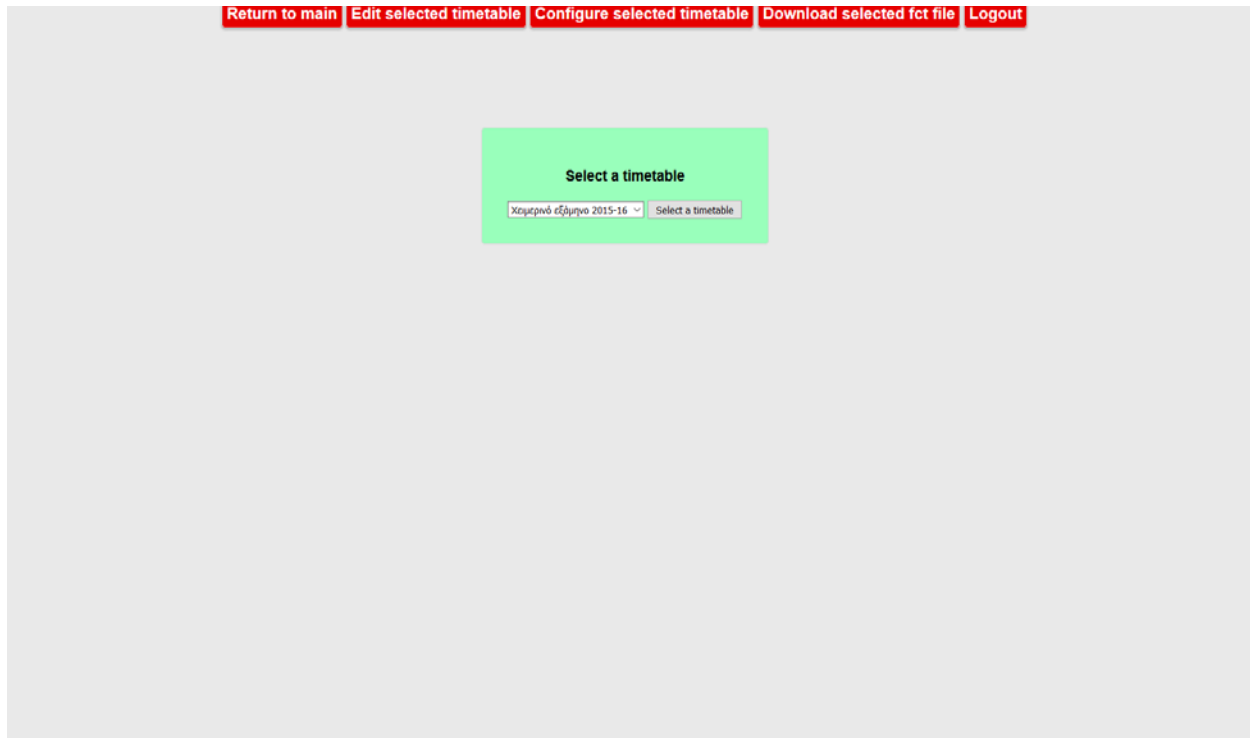 Return to main Edit selected timetable Configure selected timetable Download selected fct file Logout
Select a timetable
Χειμερινό εξάμηνο 2015-16 Select a timetable